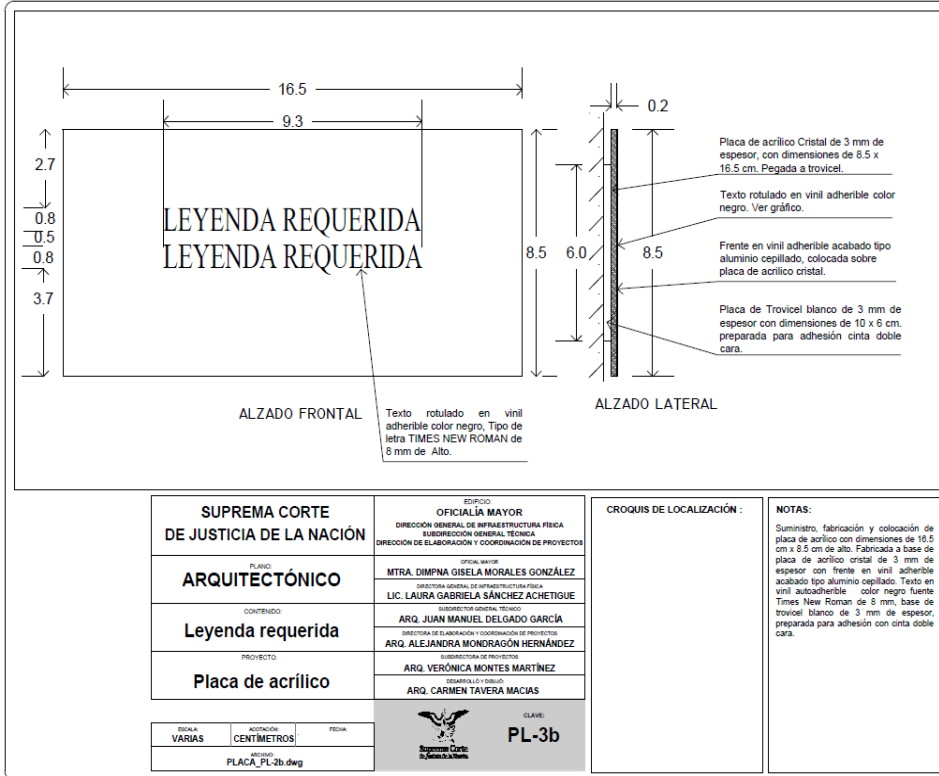 16.5
9.3
0.2
2.7
0.8
0.5
0.8
3.7
LEYENDA REQUERIDA
LEYENDA REQUERIDA
8.5
6.0
8.5
Placa de acrílico Cristal de 3 mm de
espesor, con dimensiones de 8.5 x
16.5 cm. Pegada a trovicel.
Texto rotulado en vinil adherible color
negro. Ver gráfico.
Frente en vinil adherible acabado tipo
aluminio cepillado, colocada sobre
placa de acrilico cristal.
Placa de Trovicel blanco de 3 mm de
espesor con dimensiones de 10 x 6 cm.
preparada para adhesión cinta doble
cara.
ALZADO FRONTAL
Texto rotulado en vinil
adherible color negro, Tipo de
letra TIMES NEW ROMAN de
8 mm de Alto.
ALZADO LATERAL
SUPREMA CORTE
DE JUSTICIA DE LA NACIÓN
PLANO:
ARQUITECTÓNICO
CONTENIDO:
Leyenda requerida
PROYECTO:
Placa de acrílico
ESCALA:
VARIAS
ACOTACIÓN:
CENTÍMETROS
FECHA:
ARCHIVO:
PLACA_PL-2b.dwg
EDIFICIO:
OFICIALÍA MAYOR
DIRECCIÓN GENERAL DE INFRAESTRUCTURA FÍSICA
SUBDIRECCIÓN GENERAL TÉCNICA
DIRECCIÓN DE ELABORACIÓN Y COORDINACIÓN DE PROYECTOS
OFICIAL MAYOR
MTRA. DIMPNA GISELA MORALES GONZÁLEZ
DIRECTORA GENERAL DE INFRAESTRUCTURA FÍSICA
LIC. LAURA GABRIELA SÁNCHEZ ACHETIGUE
SUBDIRECTOR GENERAL TÉCNICO
ARQ. JUAN MANUEL DELGADO GARCÍA
DIRECTORA DE ELABORACIÓN Y COORDINACIÓN DE PROYECTOS
ARQ. ALEJANDRA MONDRAGÓN HERNÁNDEZ
SUBDIRECTORA DE PROYECTOS
ARQ. VERÓNICA MONTES MARTÍNEZ
DESARROLLÓ Y DIBUJO:
ARQ. CARMEN TAVERA MACIAS
Suprema Corte
de Justicia de la Nación
CLAVE:
PL-3b
CROQUIS DE LOCALIZACIÓN :
NOTAS:
Suministro, fabricación y colocación de
placa de acrílico con dimensiones de 16.5
cm x 8.5 cm de alto. Fabricada a base de
placa de acrílico cristal de 3 mm de
espesor con frente en vinil adherible
acabado tipo aluminio cepillado. Texto en
vinil autoadherible color negro fuente
Times New Roman de 8 mm, base de
trovicel blanco de 3 mm de espesor,
preparada para adhesión con cinta doble
cara.